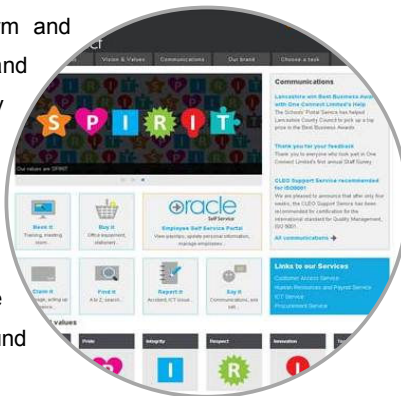 rm and
and
y
Vision & Values
Communications
Our brand
Choose a task
SPIRIT
Our values are SPIRIT
Communications
Lancashire win Best Business Award
with One Connect Limited's Help
The Schools' Portal Service has helped
Lancashire County Council to pick up a top
prize in the Best Business Awards
Thank you for your feedback
Thank you to everyone who took part in One
Connect Limited's first annual Staff Survey
CLEO Support Service recommended
for ISO9001
We are pleased to announce that after only four
weeks, the CLEO Support Service has been
recommended for certification for the
international standard for Quality Management,
ISO 9001.
All communications
Book it
Training, meeting
room...
Buy it
Office equipment,
stationery...
oracle
Self Service
Employee Self Service Portal
View payslips, update personal information,
manage employees...
Claim it
Find it
A to Z, search...
Report it
Accident, ICT issue...
Say it
Communications, ask
Links to our Services
Customer Access Service
Human Resources and Payroll Service
ICT Service
Procurement Service
e
und
values
Pride
Integrity
Respect
Innovation
P
I
R
I